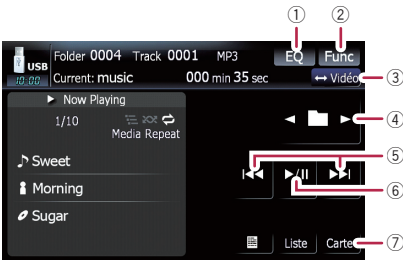 ① ②
USB Folder 0004 Track 0001 MP3 EQ Func
10:00 Current: music 000 min 35 sec ↔ Vidéo ③
► Now Playing
1/10
Media Repeat
④
Sweet
⑤
Morning
⑥
Sugar
Liste Carte ⑦